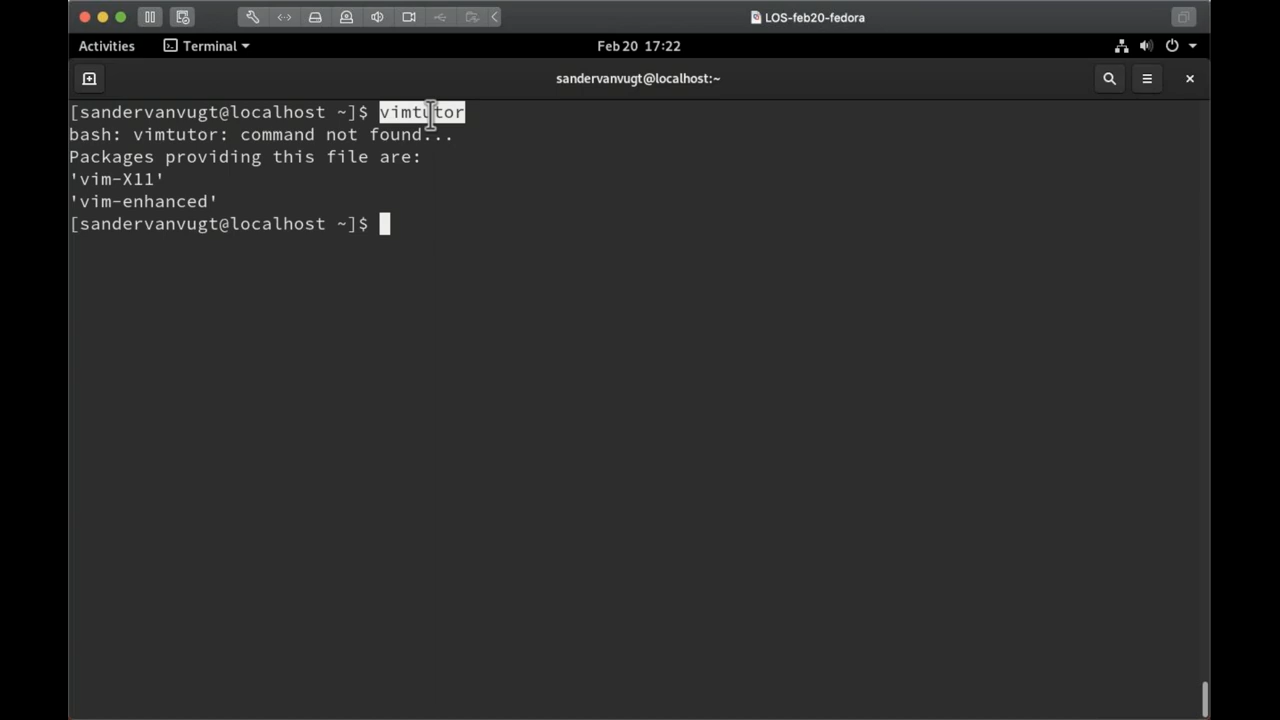 LOS-feb20-fedora
Activities Terminal Feb 20 17:22
sandervanvugt@localhost:~
[sandervanvugt@localhost ~]$ vimtutor
bash: vimtutor: command not found...
Packages providing this file are:
'vim-X11'
'vim-enhanced'
[sandervanvugt@localhost ~]$